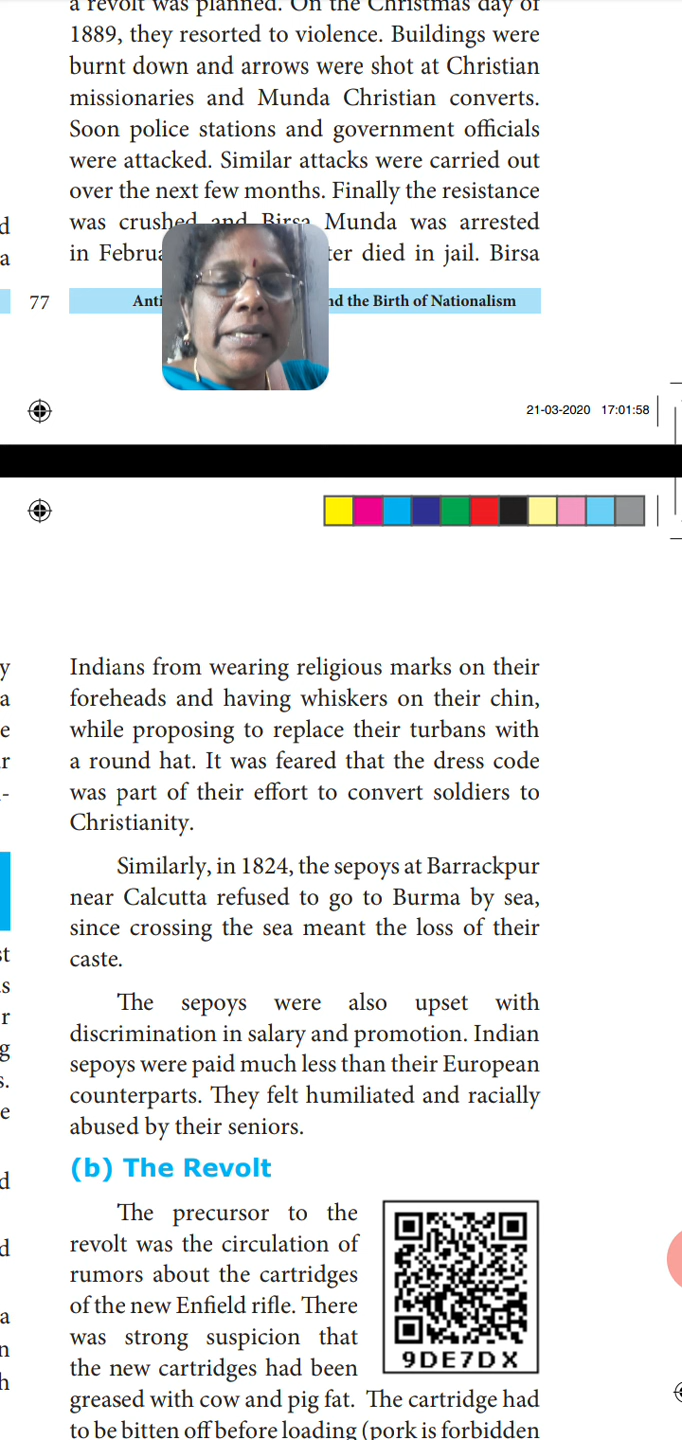 a revolt was planned. On the Christmas day of
1889, they resorted to violence. Buildings were
burnt down and arrows were shot at Christian
missionaries and Munda Christian converts.
Soon police stations and government officials
were attacked. Similar attacks were carried out
over the next few months. Finally the resistance
was crushed and Birsa Munda was arrested
in died in jail. Birsa
77
nd the Birth of Nationalism
21-03-2020 17:01:58
Indians from wearing religious marks on their
foreheads and having whiskers on their chin,
while proposing to replace their turbans with
a round hat. It was feared that the dress code
was part of their effort to convert soldiers to
Christianity.
Similarly, in 1824, the sepoys at Barrackpur
near Calcutta refused to go to Burma by sea,
since crossing the sea meant the loss of their
caste.
The sepoys were also upset with
discrimination in salary and promotion. Indian
sepoys were paid much less than their European
counterparts. They felt humiliated and racially
abused by their seniors.
(b) The Revolt
The precursor to the
revolt was the circulation of
rumors about the cartridges
of the new Enfield rifle. There
was strong suspicion that
the new cartridges had been
9DE7DX
greased with cow and pig fat. The cartridge had
to be bitten off before loading (pork is forbidden